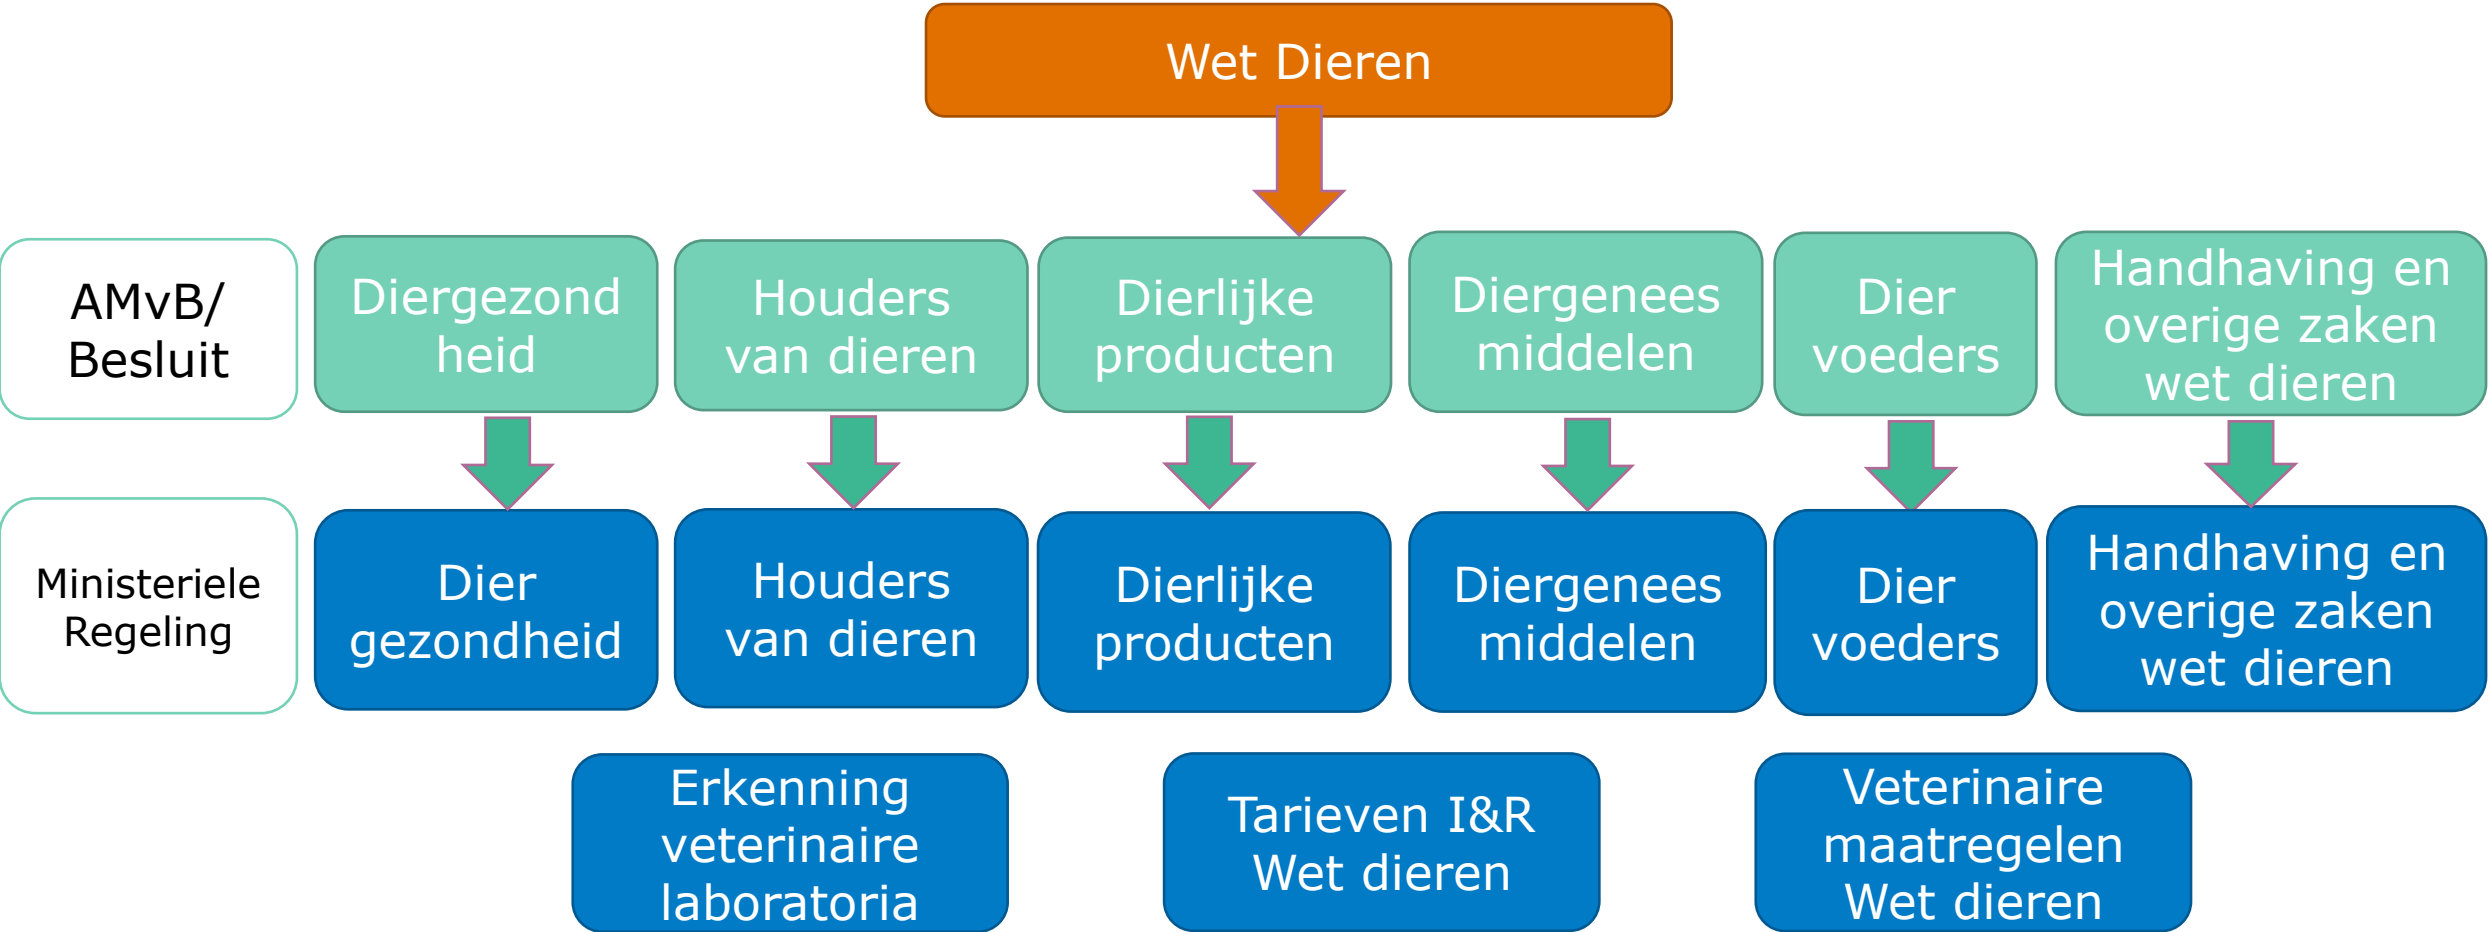 Wet Dieren
AMvB/
Besluit
Diergezond
heid
Houders
van dieren
Dierlijke
producten
Diergenees
middelen
Dier
voeders
Handhaving en
overige zaken
wet dieren
Ministeriele
Regeling
Dier
gezondheid
Houders
van dieren
Dierlijke
producten
Diergenees
middelen
Dier
voeders
Handhaving en
overige zaken
wet dieren
Erkenning
veterinaire
laboratoria
Tarieven I&R
Wet dieren
Veterinaire
maatregelen
Wet dieren